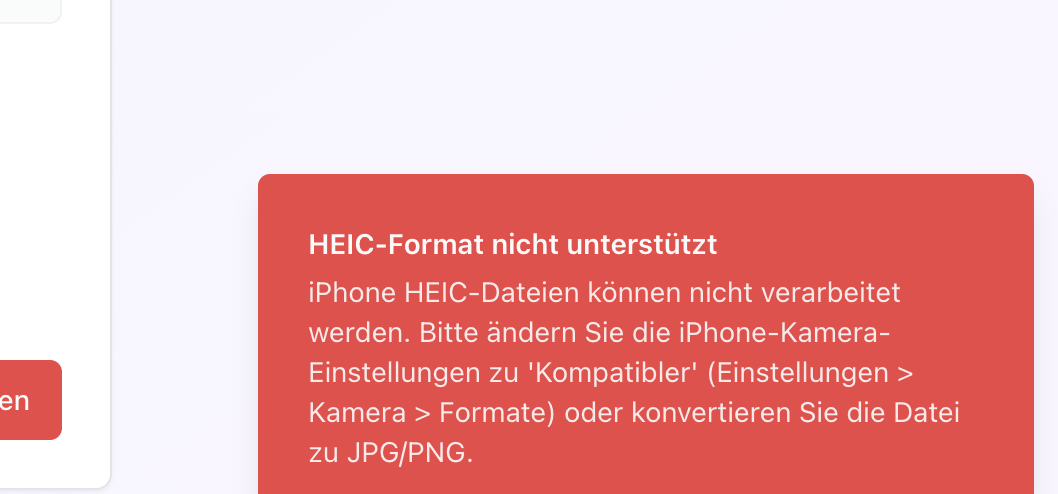 HEIC-Format nicht unterstützt
iPhone HEIC-Dateien können nicht verarbeitet
werden. Bitte ändern Sie die iPhone-Kamera-
Einstellungen zu 'Kompatibler' (Einstellungen >
Kamera > Formate) oder konvertieren Sie die Datei
zu JPG/PNG.
en